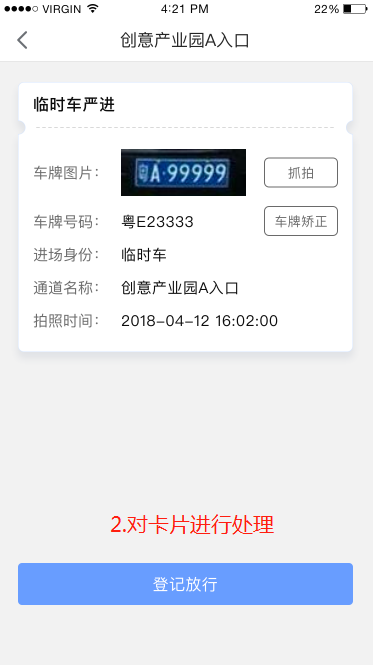 VIRGIN 4:21 PM 22%
创意产业园A入口
临时车严进
车牌图片： 粤A·99999 抓拍
车牌号码： 粤E23333 车牌矫正
进场身份： 临时车
通道名称： 创意产业园A入口
拍照时间： 2018-04-12 16:02:00
2.对卡片进行处理
登记放行